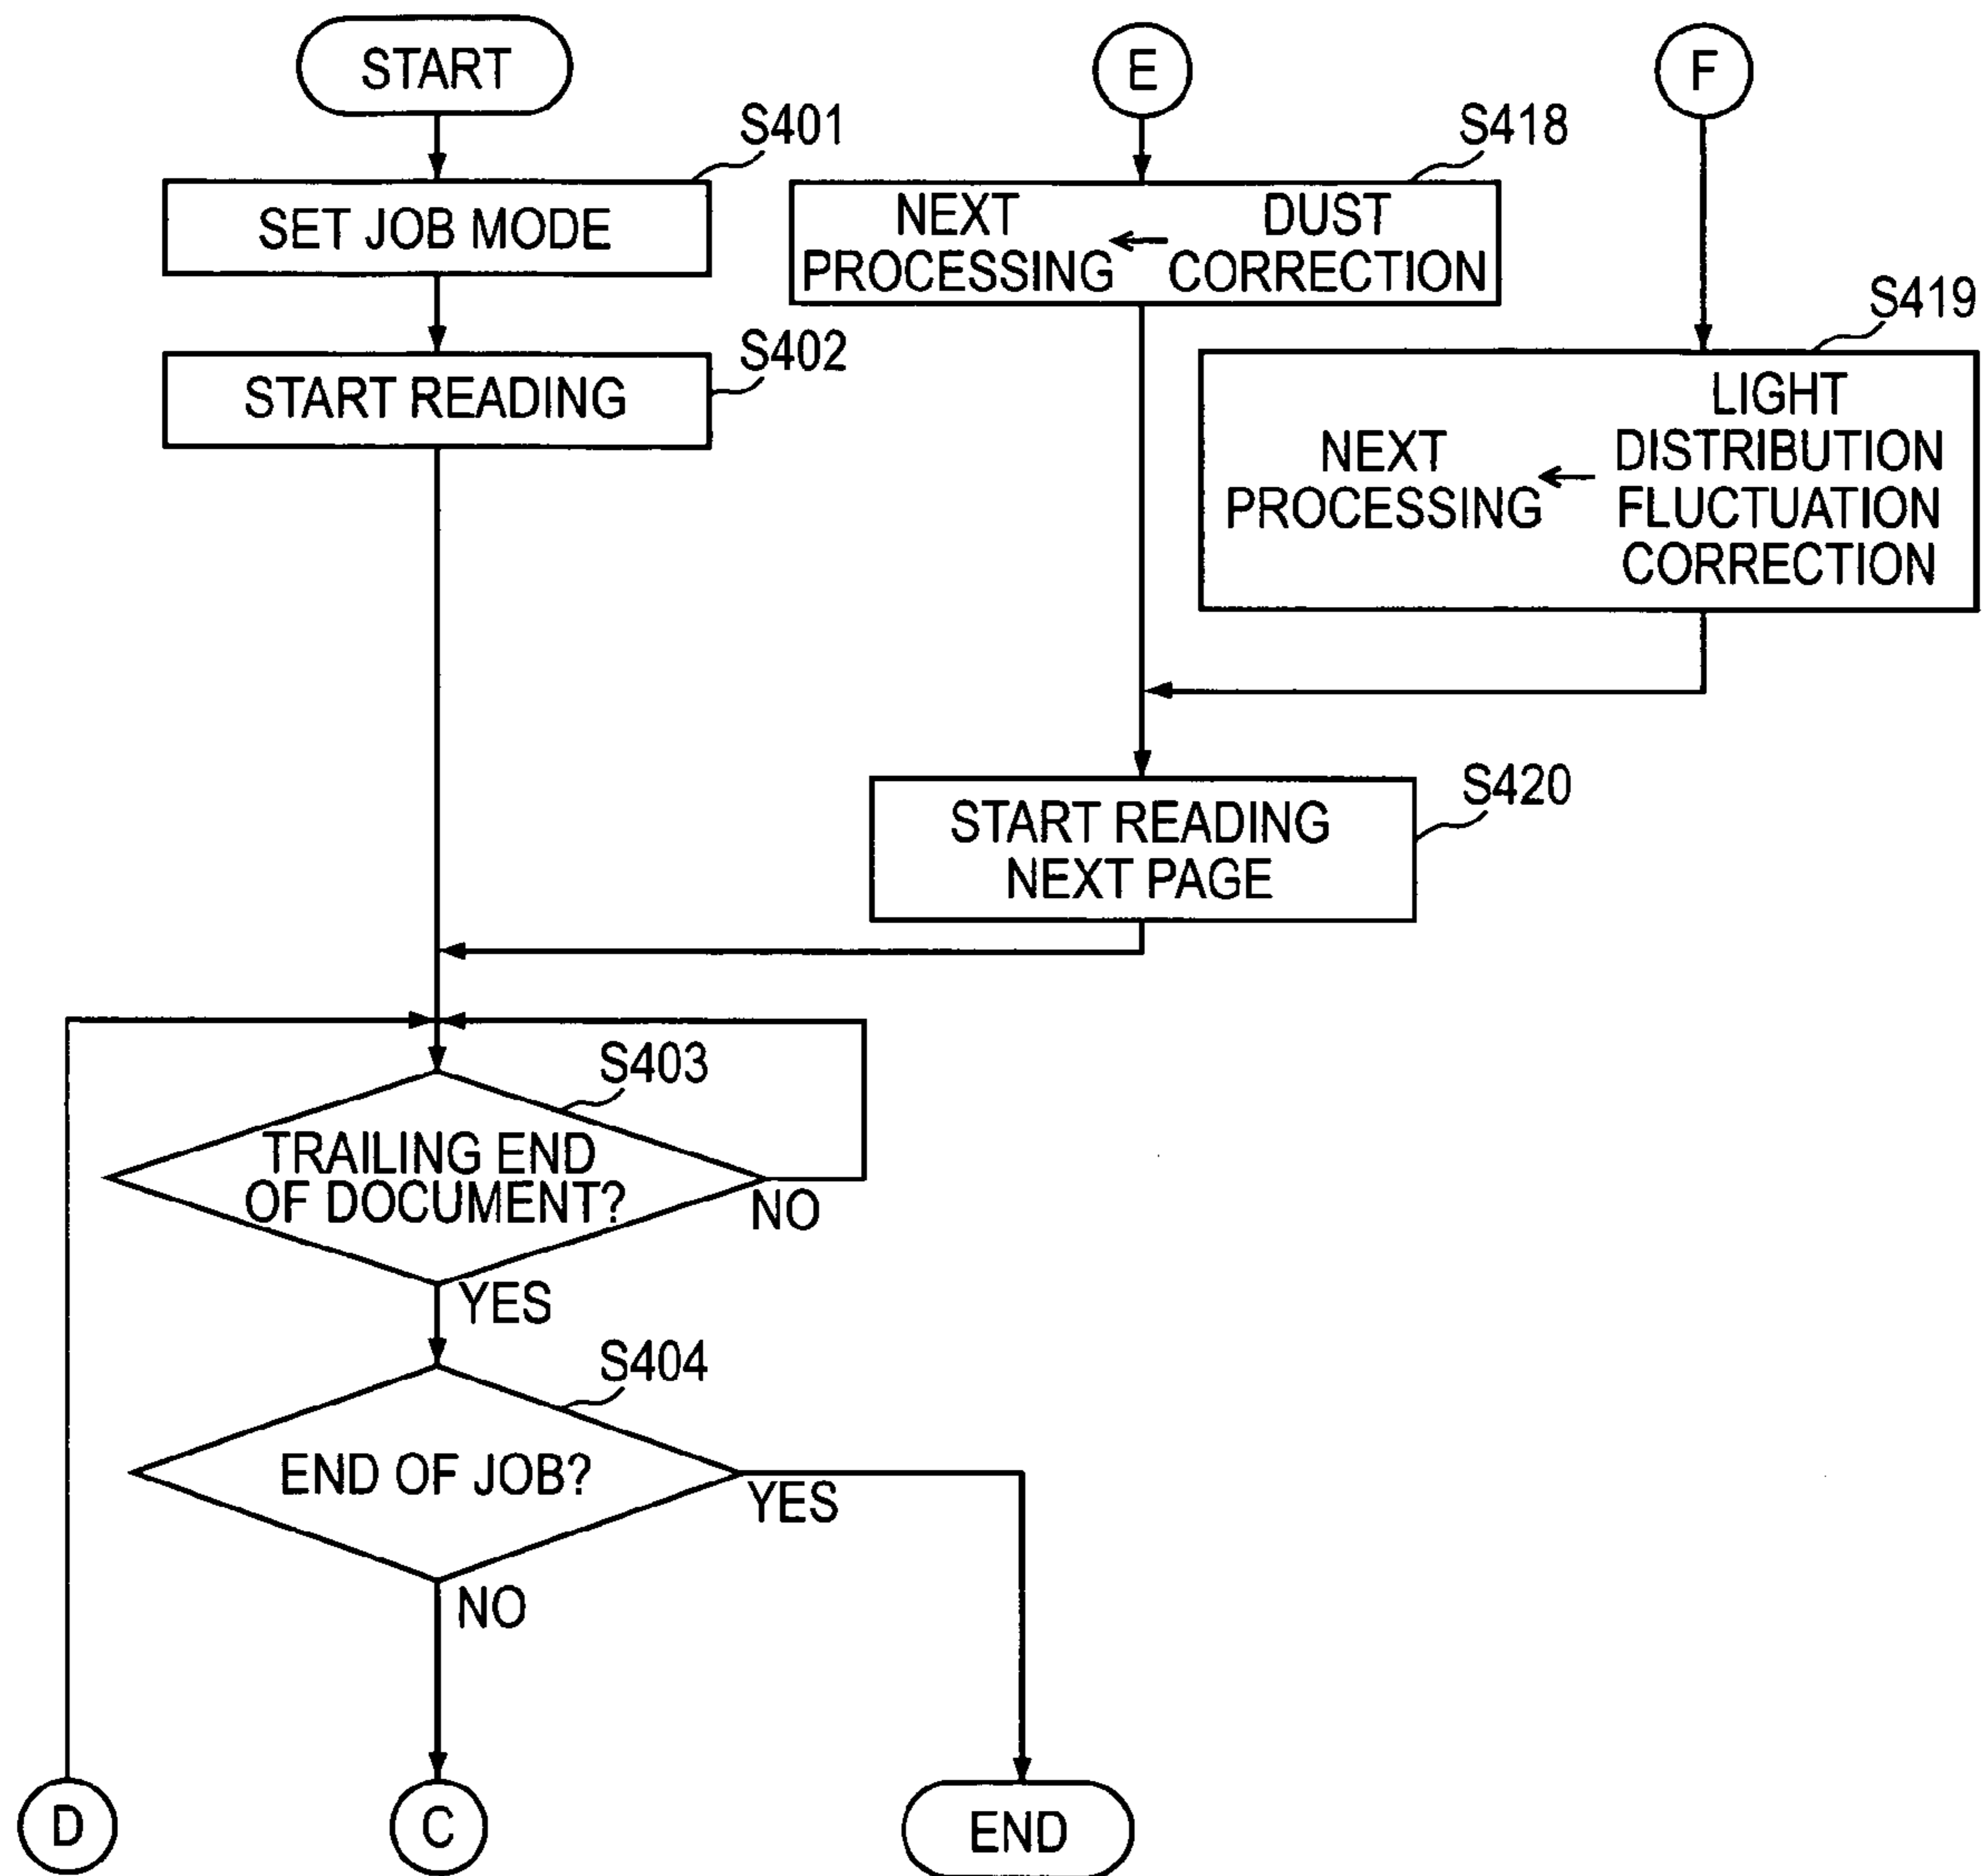 START
S401
SET JOB MODE
S402
START READING
E
S418
NEXT ← DUST
PROCESSING CORRECTION
F
S419
LIGHT
NEXT DISTRIBUTION
PROCESSING ← FLUCTUATION
CORRECTION
S420
START READING
NEXT PAGE
S403
TRAILING END
OF DOCUMENT?
NO
YES
S404
END OF JOB?
YES
NO
D
C
END